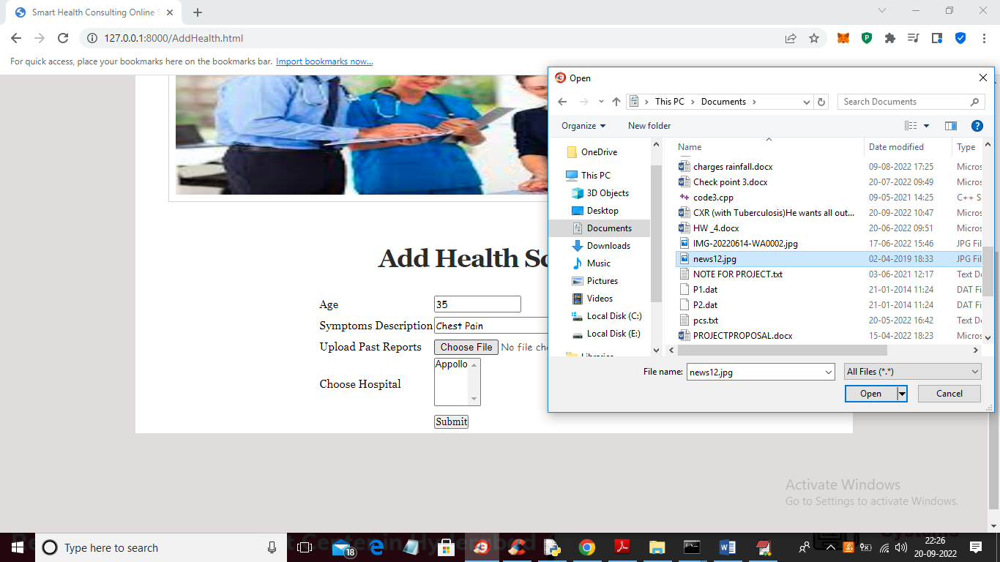 Smart Health Consulting Online S
127.0.0.1:8000/AddHealth.html
For quick access, place your bookmarks here on the bookmarks bar. Import bookmarks now...
Open
This PC > Documents >
Search Documents
Organize
New folder
OneDrive
This PC
3D Objects
Desktop
Documents
Downloads
Music
Pictures
Videos
Local Disk (C:)
Local Disk (E:)
Name Date modified Type
charges rainfall.docx 09-08-2022 17:25 Micros
Check point 3.docx 20-07-2022 09:49 Micros
code3.cpp 09-05-2021 14:25 C++ S
CXR (with Tuberculosis)He wants all out... 20-09-2022 10:47 Micros
HW _4.docx 20-06-2022 09:51 Micros
IMG-20220614-WA0002.jpg 17-06-2022 15:46 JPG Fil
news12.jpg 02-04-2019 18:33 JPG Fil
NOTE FOR PROJECT.txt 03-06-2021 12:17 Text D
P1.dat 21-01-2014 11:24 DAT Fi
P2.dat 21-01-2014 11:24 DAT Fi
pcs.txt 20-05-2022 16:42 Text D
PROJECTPROPOSAL.docx 15-04-2022 18:23 Micros
File name: news12.jpg
All Files (*.*)
Open
Cancel
Add Health Sc
Age 35
Symptoms Description Chest Pain
Upload Past Reports Choose File No file ch
Choose Hospital Appollo
Submit
Activate Windows
Go to Settings to activate Windows.
Type here to search
18
22:26
20-09-2022